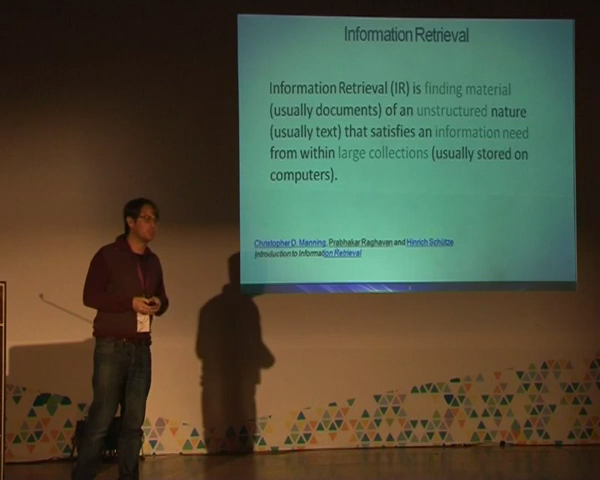 Information Retrieval
Information Retrieval (IR) is finding material
(usually documents) of an unstructured nature
(usually text) that satisfies an information need
from within large collections (usually stored on
computers).
Christopher D. Manning, Prabhakar Raghavan and Hinrich Schütze
Introduction to Information Retrieval